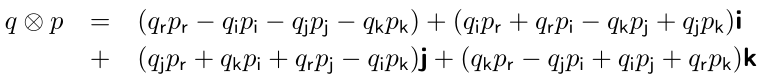 q ⊗ p = (q_r p_r − q_i p_i − q_j p_j − q_k p_k) + (q_i p_r + q_r p_i − q_k p_j + q_j p_k)i
+ (q_j p_r + q_k p_i + q_r p_j − q_i p_k)j + (q_k p_r − q_j p_i + q_i p_j + q_r p_k)k